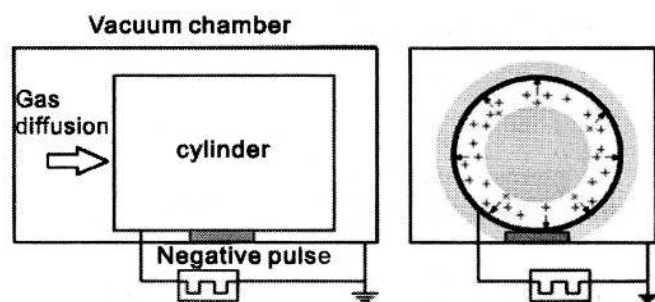 Vacuum chamber
Gas
diffusion
cylinder
Negative pulse